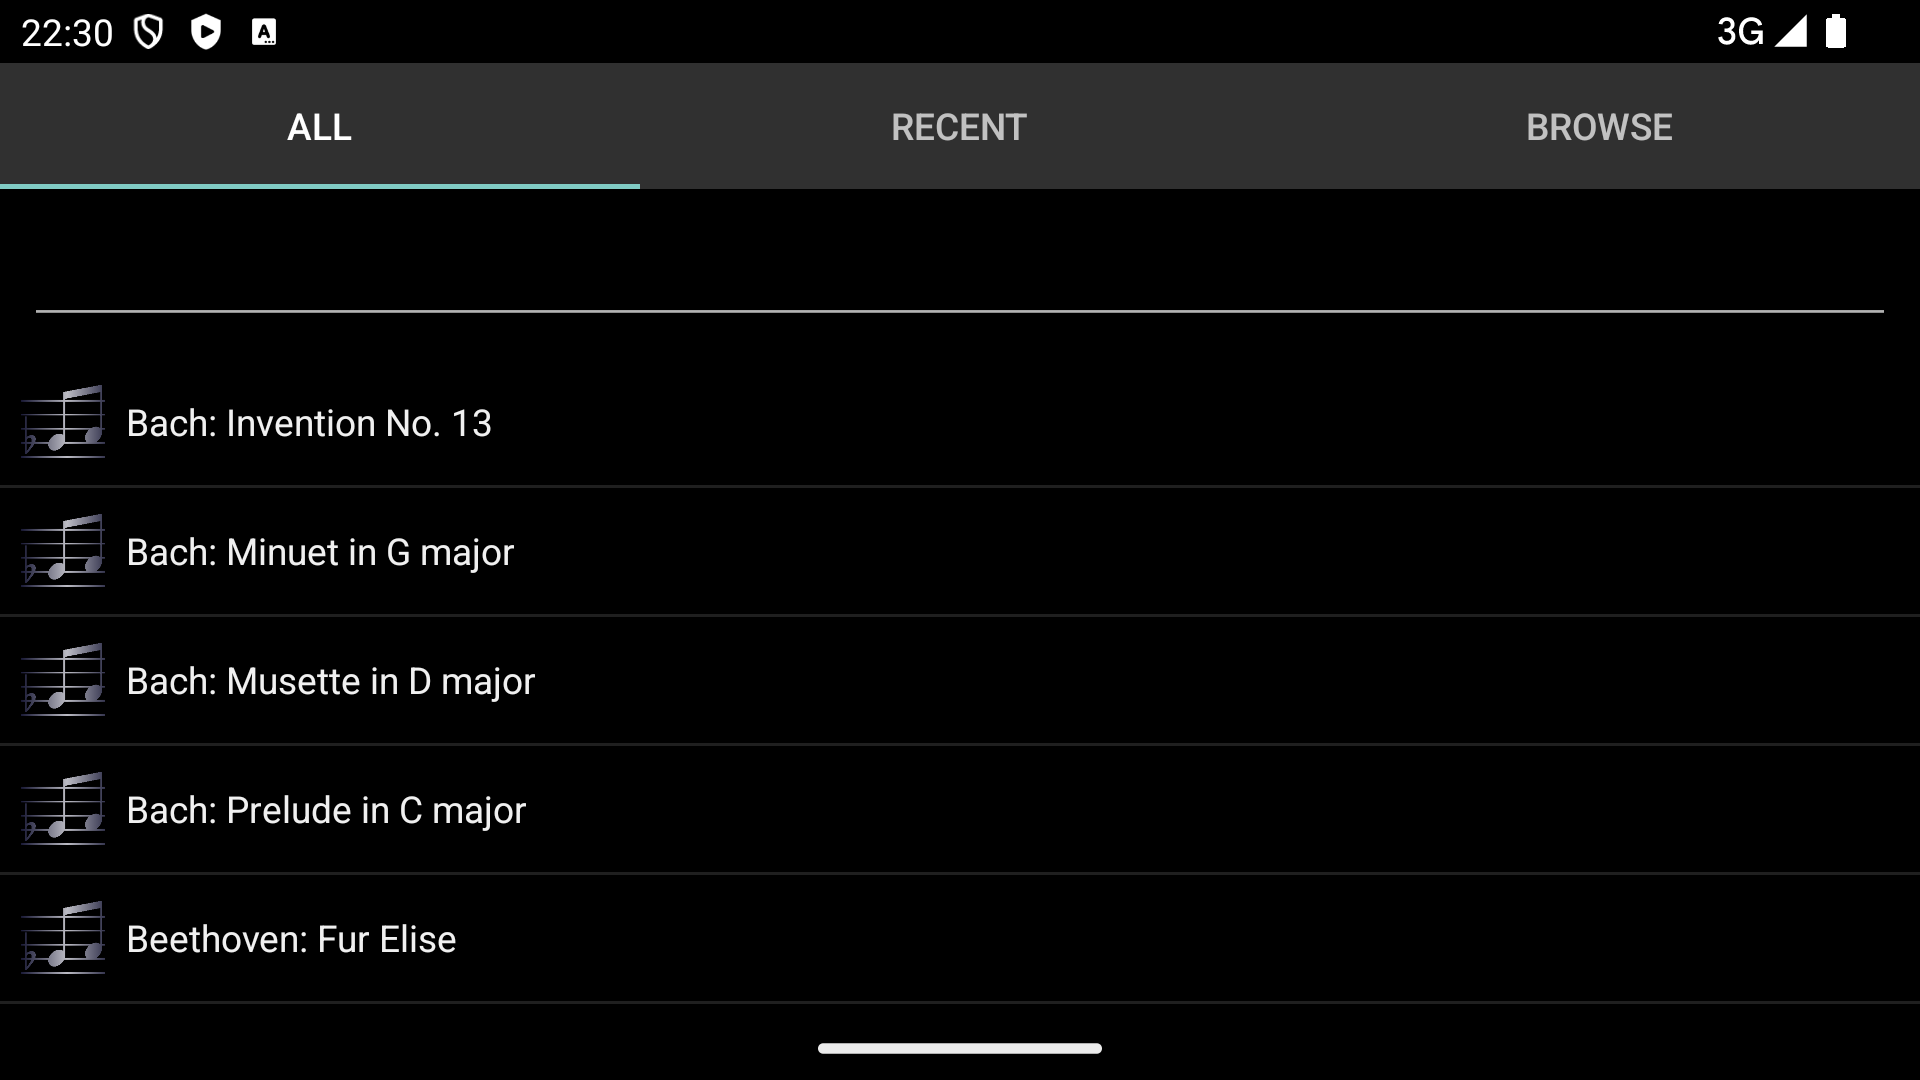 22:30
3G
ALL
RECENT
BROWSE
Bach: Invention No. 13
Bach: Minuet in G major
Bach: Musette in D major
Bach: Prelude in C major
Beethoven: Fur Elise